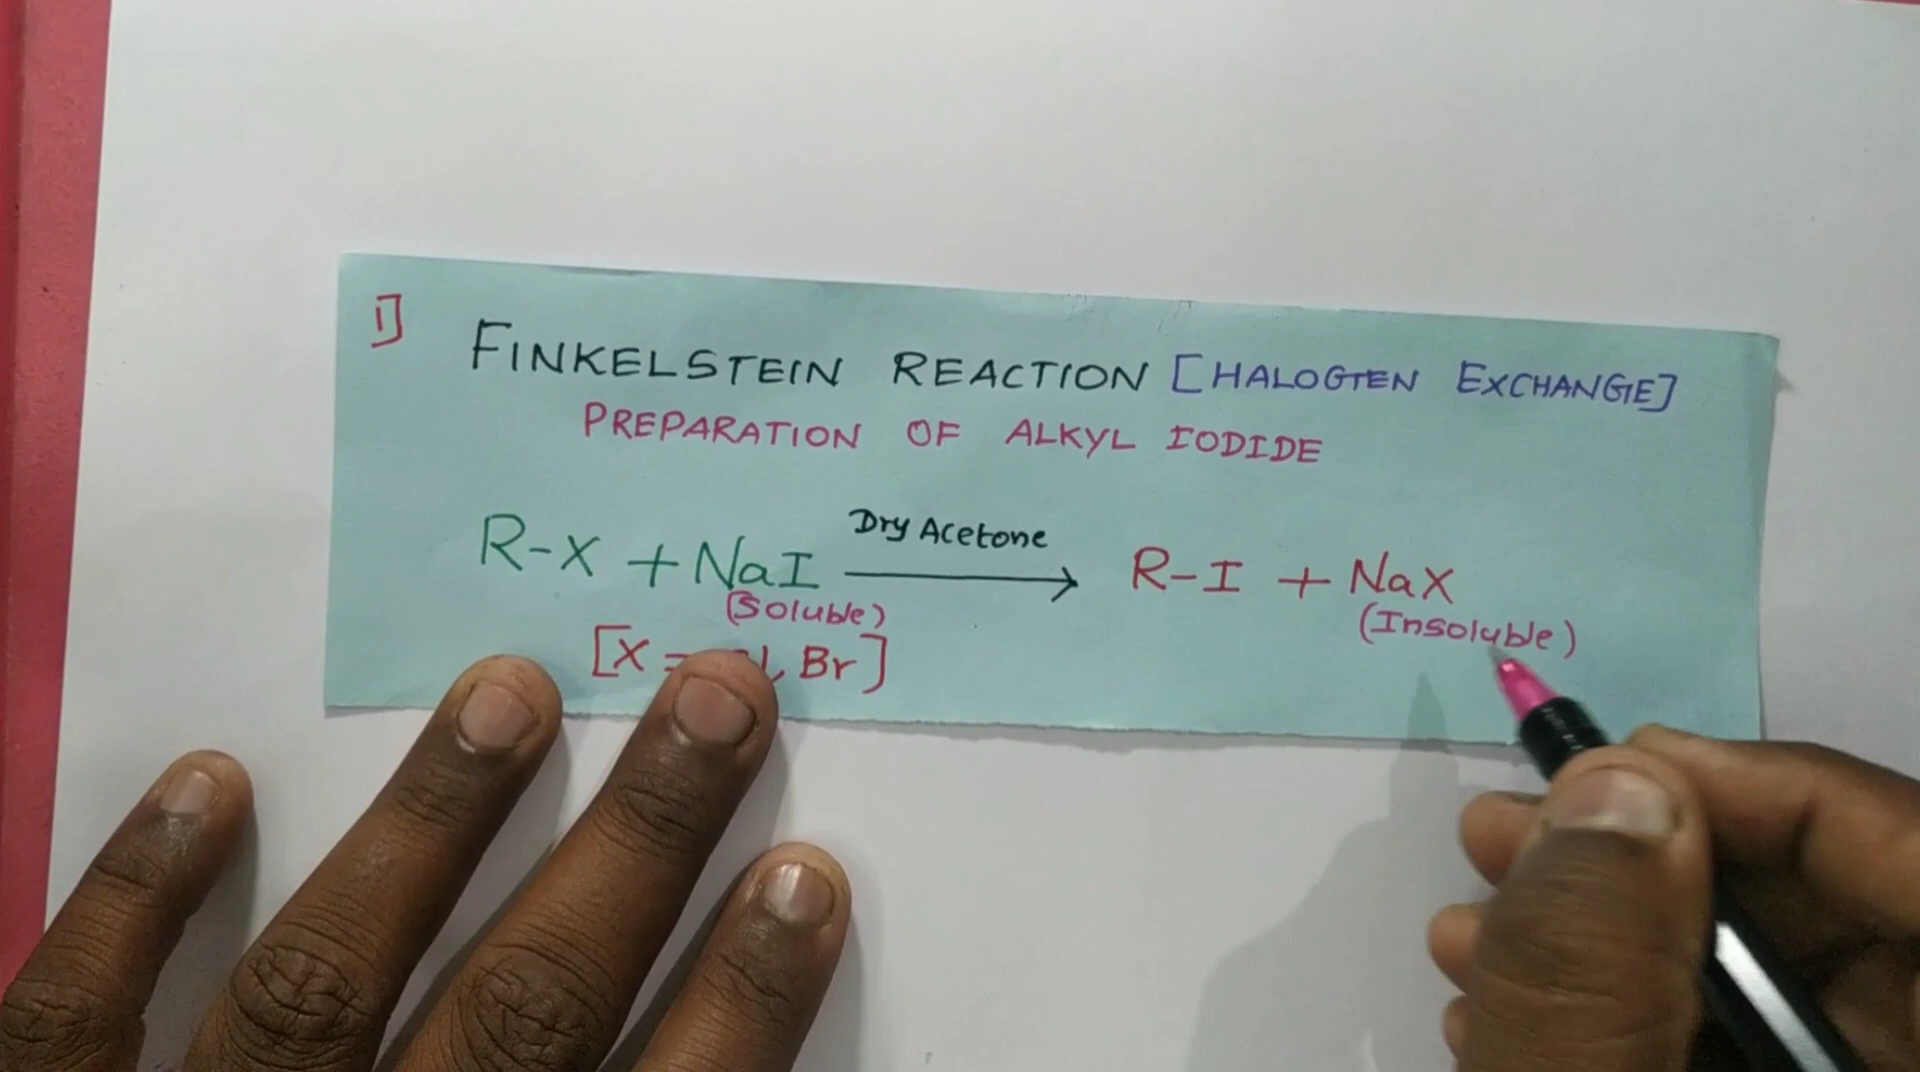 1]
FINKELSTEIN REACTION [HALOGEN EXCHANGE]
PREPARATION OF ALKYL IODIDE
Dry Acetone
R-X + NaI ⟶ R-I + NaX
(Soluble) (Insoluble)
[X = , Br]